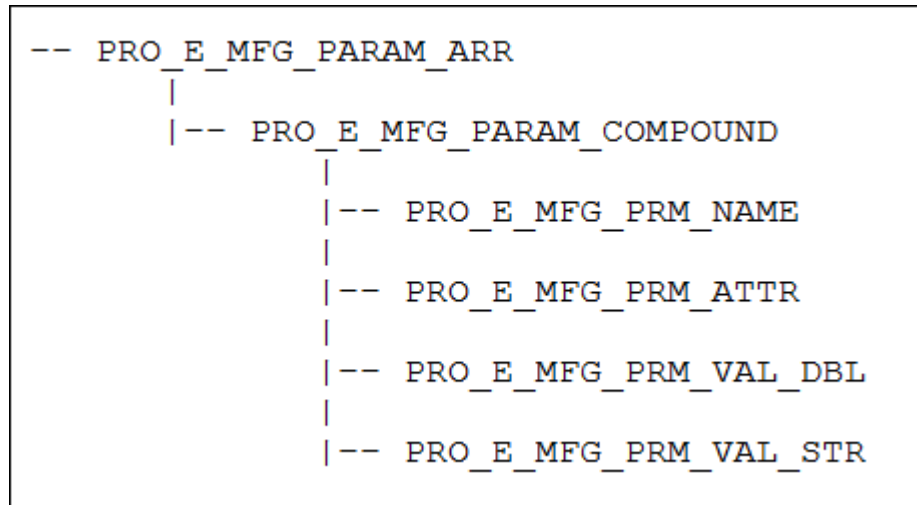 -- PRO_E_MFG_PARAM_ARR
|
|-- PRO_E_MFG_PARAM_COMPOUND
|
|-- PRO_E_MFG_PRM_NAME
|
|-- PRO_E_MFG_PRM_ATTR
|
|-- PRO_E_MFG_PRM_VAL_DBL
|
|-- PRO_E_MFG_PRM_VAL_STR